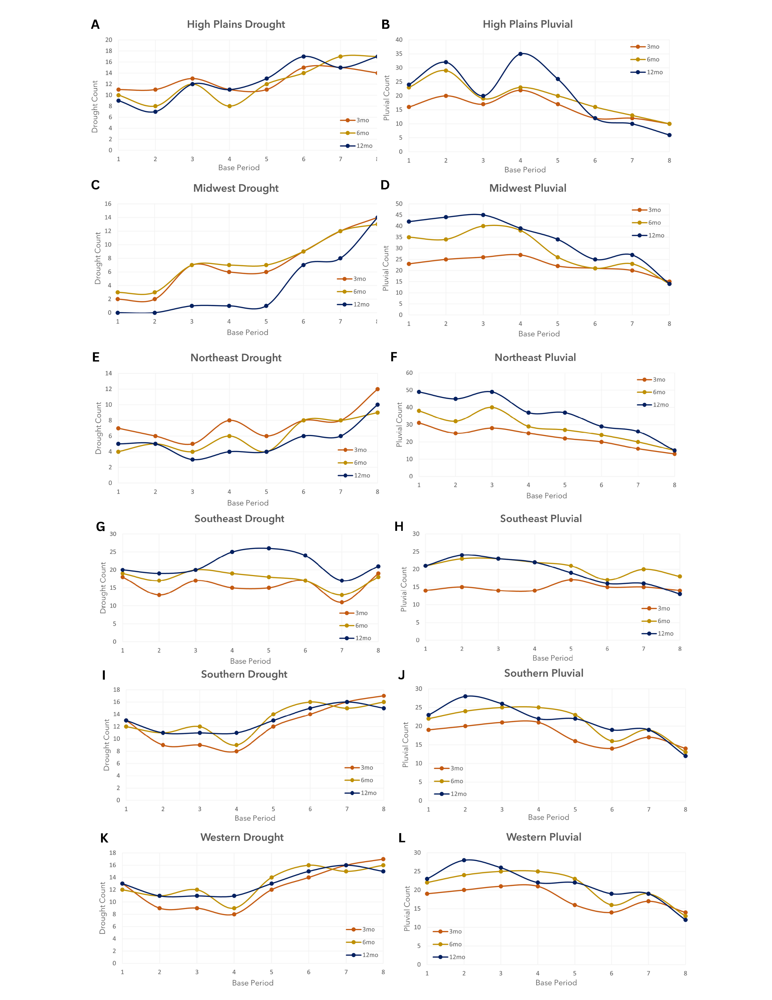 A High Plains Drought
20
18
16
14
12
10
8
6
4
2
0
Drought Count
1 2 3 4 5 6 7
Base Period
3mo
6mo
12mo
B High Plains Pluvial
40
35
30
25
20
15
10
5
0
Pluvial Count
1 2 3 4 5 6 7 8
Base Period
3mo
6mo
12mo
C Midwest Drought
16
14
12
10
8
6
4
2
0
Drought Count
1 2 3 4 5 6 7
Base Period
3mo
6mo
12mo
D Midwest Pluvial
50
45
40
35
30
25
20
15
10
5
0
Pluvial Count
1 2 3 4 5 6 7 8
Base Period
3mo
6mo
12mo
E Northeast Drought
14
12
10
8
6
4
2
0
Drought Count
1 2 3 4 5 6 7 8
Base Period
3mo
6mo
12mo
F Northeast Pluvial
60
50
40
30
20
10
0
Pluvial Count
1 2 3 4 5 6 7 8
Base Period
3mo
6mo
12mo
G Southeast Drought
30
25
20
15
10
5
0
Drought Count
1 2 3 4 5 6 7 8
Base Period
3mo
6mo
12mo
H Southeast Pluvial
30
25
20
15
10
5
0
Pluvial Count
1 2 3 4 5 6 7 8
Base Period
3mo
6mo
12mo
I Southern Drought
18
16
14
12
10
8
6
4
2
0
Drought Count
1 2 3 4 5 6 7 8
Base Period
3mo
6mo
12mo
J Southern Pluvial
30
25
20
15
10
5
0
Pluvial Count
1 2 3 4 5 6 7 8
Base Period
3mo
6mo
12mo
K Western Drought
18
16
14
12
10
8
6
4
2
0
Drought Count
1 2 3 4 5 6 7 8
Base Period
3mo
6mo
12mo
L Western Pluvial
30
25
20
15
10
5
0
Pluvial Count
1 2 3 4 5 6 7 8
Base Period
3mo
6mo
12mo